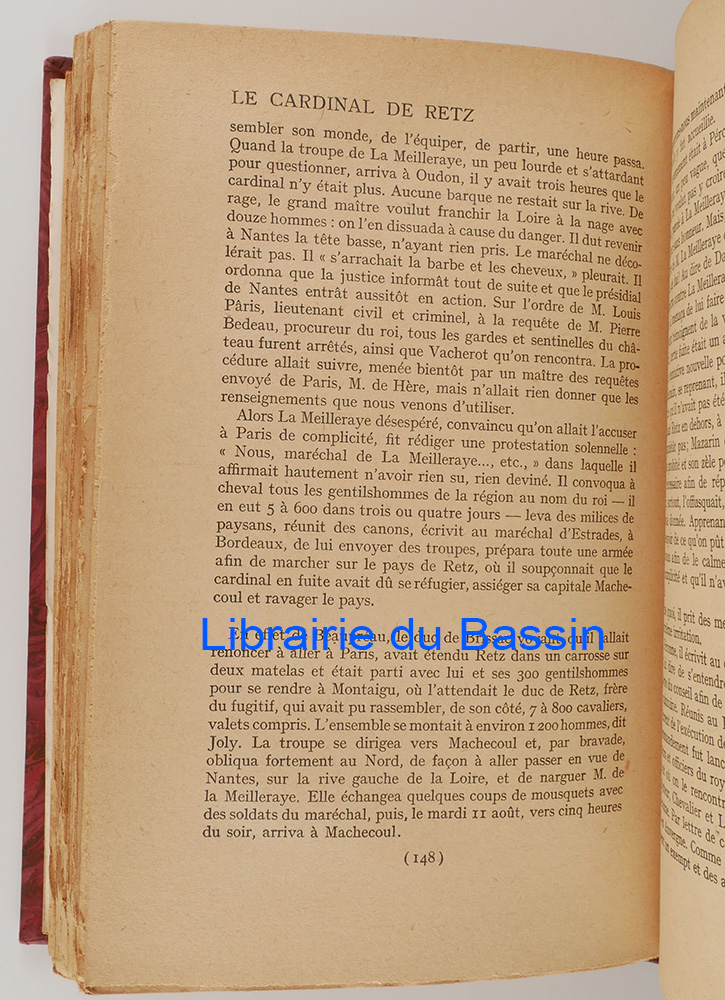 LE CARDINAL DE RETZ
sembler son monde, de l'équiper, de partir, une heure passa.
Quand la troupe de La Meilleraye, un peu lourde et s'attardant
pour questionner, arriva à Oudon, il y avait trois heures que le
cardinal n'y était plus. Aucune barque ne restait sur la rive. De
rage, le grand maître voulut franchir la Loire à la nage avec
douze hommes : on l'en dissuada à cause du danger. Il dut revenir
à Nantes la tête basse, n'ayant rien pris. Le maréchal ne déco-
lérait pas. Il « s'arrachait la barbe et les cheveux, » pleurait. Il
ordonna que la justice informât tout de suite et que le présidial
de Nantes entrât aussitôt en action. Sur l'ordre de M. Louis
Pâris, lieutenant civil et criminel, à la requête de M. Pierre
Bedeau, procureur du roi, tous les gardes et sentinelles du châ-
teau furent arrêtés, ainsi que Vacherot qu'on rencontra. La pro-
cédure allait suivre, menée bientôt par un maître des requêtes
envoyé de Paris, M. de Hère, mais n'allait rien donner que les
renseignements que nous venons d'utiliser.
Alors La Meilleraye désespéré, convaincu qu'on allait l'accuser
à Paris de complicité, fit rédiger une protestation solennelle :
« Nous, maréchal de La Meilleraye..., etc., » dans laquelle il
affirmait hautement n'avoir rien su, rien deviné. Il convoqua à
cheval tous les gentilshommes de la région au nom du roi — il
en eut 5 à 600 dans trois ou quatre jours — leva des milices de
paysans, réunit des canons, écrivit au maréchal d'Estrades, à
Bordeaux, de lui envoyer des troupes, prépara toute une armée
afin de marcher sur le pays de Retz, où il soupçonnait que le
cardinal en fuite avait dû se réfugier, assiéger sa capitale Mache-
coul et ravager le pays.
Librairie du Bassin
En effet de Beaupreau, le duc de Brissac voyant qu'il allait
renoncer à aller à Paris, avait étendu Retz dans un carrosse sur
deux matelas et était parti avec lui et ses 300 gentilshommes
pour se rendre à Montaigu, où l'attendait le duc de Retz, frère
du fugitif, qui avait pu rassembler, de son côté, 7 à 800 cavaliers,
valets compris. L'ensemble se montait à environ 1 200 hommes, dit
Joly. La troupe se dirigea vers Machecoul et, par bravade,
obliqua fortement au Nord, de façon à aller passer en vue de
Nantes, sur la rive gauche de la Loire, et de narguer M. de
la Meilleraye. Elle échangea quelques coups de mousquets avec
des soldats du maréchal, puis, le mardi 11 août, vers cinq heures
du soir, arriva à Machecoul.
(148)